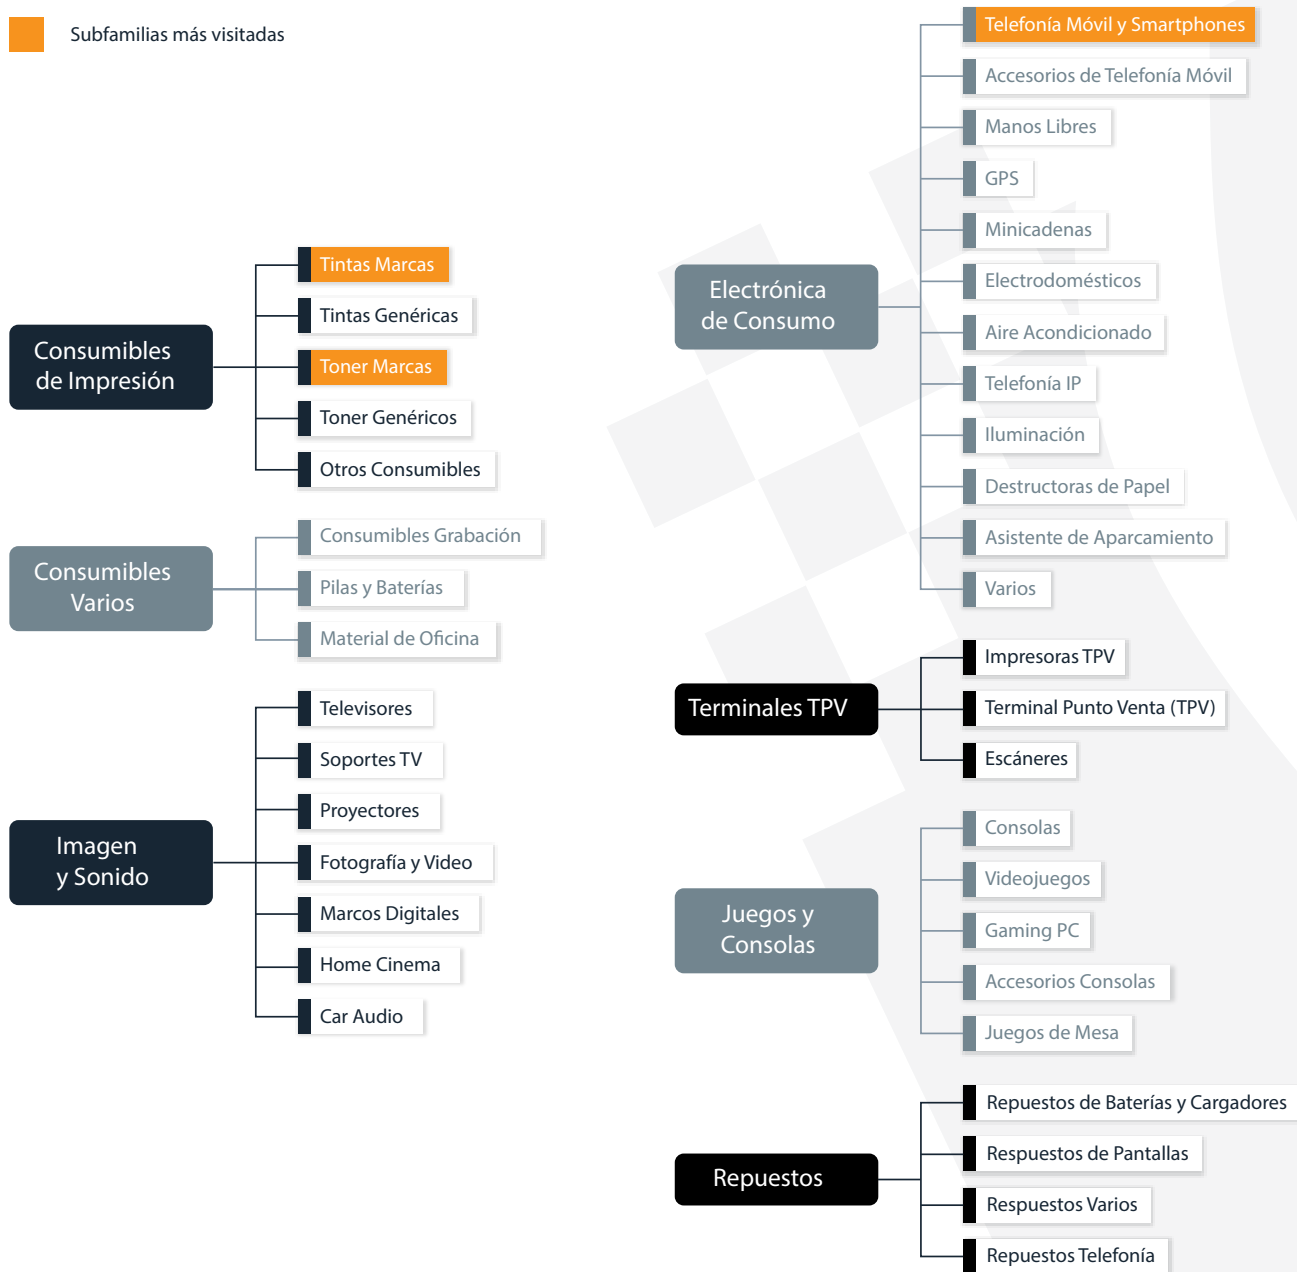 Subfamilias más visitadas
Consumibles
de Impresión
Tintas Marcas
Tintas Genéricas
Toner Marcas
Toner Genéricos
Otros Consumibles
Consumibles
Varios
Consumibles Grabación
Pilas y Baterías
Material de Oficina
Imagen
y Sonido
Televisores
Soportes TV
Proyectores
Fotografía y Video
Marcos Digitales
Home Cinema
Car Audio
Electrónica
de Consumo
Telefonía Móvil y Smartphones
Accesorios de Telefonía Móvil
Manos Libres
GPS
Minicadenas
Electrodomésticos
Aire Acondicionado
Telefonía IP
Iluminación
Destructoras de Papel
Asistente de Aparcamiento
Varios
Terminales TPV
Impresoras TPV
Terminal Punto Venta (TPV)
Escáneres
Juegos y
Consolas
Consolas
Videojuegos
Gaming PC
Accesorios Consolas
Juegos de Mesa
Repuestos
Repuestos de Baterías y Cargadores
Respuestos de Pantallas
Respuestos Varios
Repuestos Telefonía